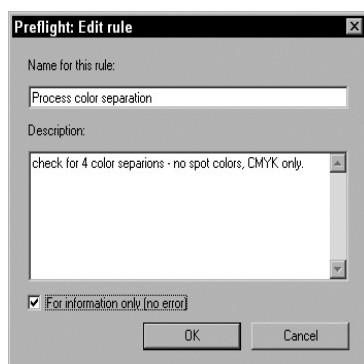 Preflight: Edit rule
Name for this rule:
Process color separation
Description:
check for 4 color separions - no spot colors, CMYK only.
For information only (no error)
OK
Cancel